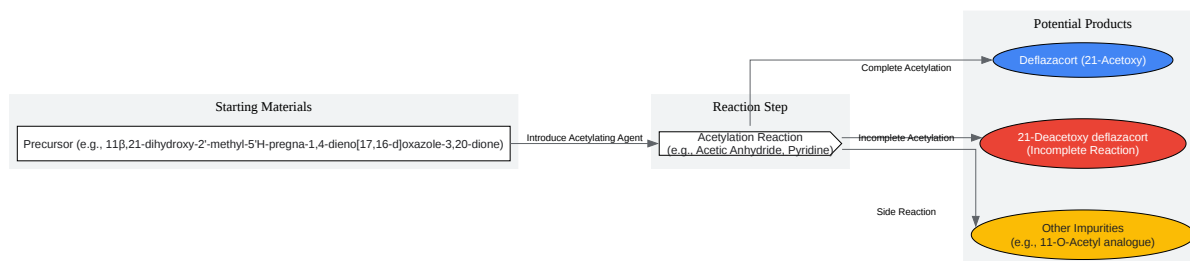 Potential Products
Deflazacort (21-Acetoxy)
Complete Acetylation
Starting Materials
Reaction Step
Precursor (e.g., 11β,21-dihydroxy-2'-methyl-5'H-pregna-1,4-dieno[17,16-d]oxazole-3,20-dione)
Introduce Acetylating Agent
Acetylation Reaction
(e.g., Acetic Anhydride, Pyridine)
Incomplete Acetylation
21-Deacetoxy deflazacort
(Incomplete Reaction)
Side Reaction
Other Impurities
(e.g., 11-O-Acetyl analogue)